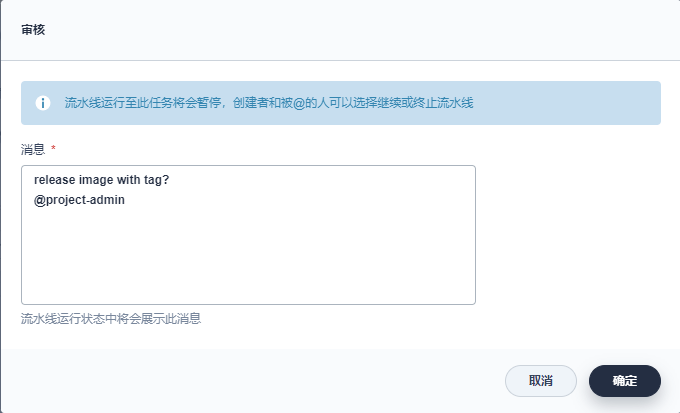 审核
流水线运行至此任务将会暂停，创建者和被@的人可以选择继续或终止流水线
消息 *
release image with tag?
@project-admin
流水线运行状态中将会展示此消息
取消
确定